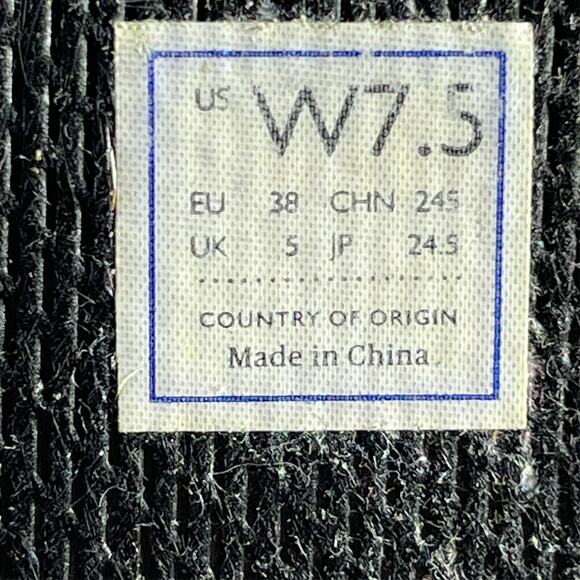 US W7.5
EU 38 CHN 245
UK 5 JP 24.5
COUNTRY OF ORIGIN
Made in China